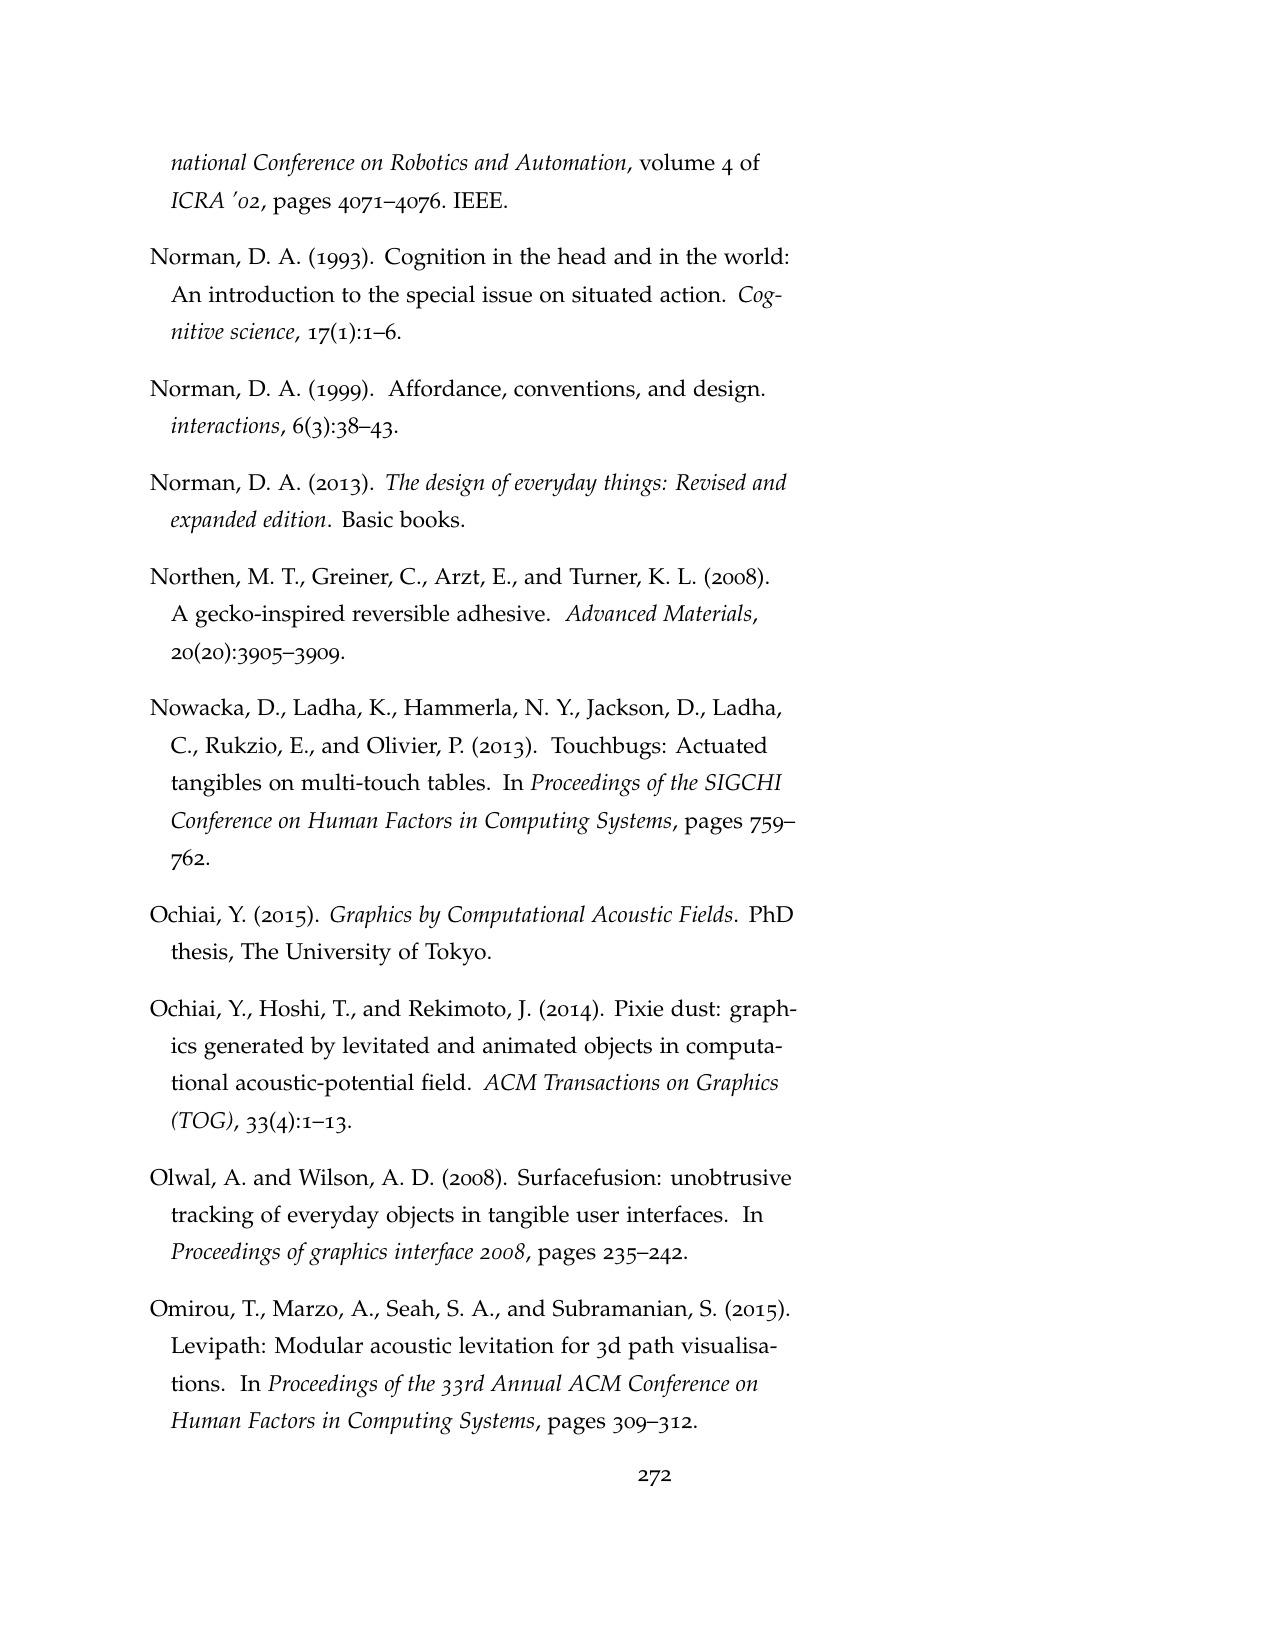 national Conference on Robotics and Automation, volume 4 of
ICRA ’02, pages 4071–4076. IEEE.
Norman, D. A. (1993). Cognition in the head and in the world:
An introduction to the special issue on situated action. Cog-
nitive science, 17(1):1–6.
Norman, D. A. (1999). Affordance, conventions, and design.
interactions, 6(3):38–43.
Norman, D. A. (2013). The design of everyday things: Revised and
expanded edition. Basic books.
Northen, M. T., Greiner, C., Arzt, E., and Turner, K. L. (2008).
A gecko-inspired reversible adhesive. Advanced Materials,
20(20):3905–3909.
Nowacka, D., Ladha, K., Hammerla, N. Y., Jackson, D., Ladha,
C., Rukzio, E., and Olivier, P. (2013). Touchbugs: Actuated
tangibles on multi-touch tables. In Proceedings of the SIGCHI
Conference on Human Factors in Computing Systems, pages 759–
762.
Ochiai, Y. (2015). Graphics by Computational Acoustic Fields. PhD
thesis, The University of Tokyo.
Ochiai, Y., Hoshi, T., and Rekimoto, J. (2014). Pixie dust: graph-
ics generated by levitated and animated objects in computa-
tional acoustic-potential field. ACM Transactions on Graphics
(TOG), 33(4):1–13.
Olwal, A. and Wilson, A. D. (2008). Surfacefusion: unobtrusive
tracking of everyday objects in tangible user interfaces. In
Proceedings of graphics interface 2008, pages 235–242.
Omirou, T., Marzo, A., Seah, S. A., and Subramanian, S. (2015).
Levipath: Modular acoustic levitation for 3d path visualisa-
tions. In Proceedings of the 33rd Annual ACM Conference on
Human Factors in Computing Systems, pages 309–312.
272